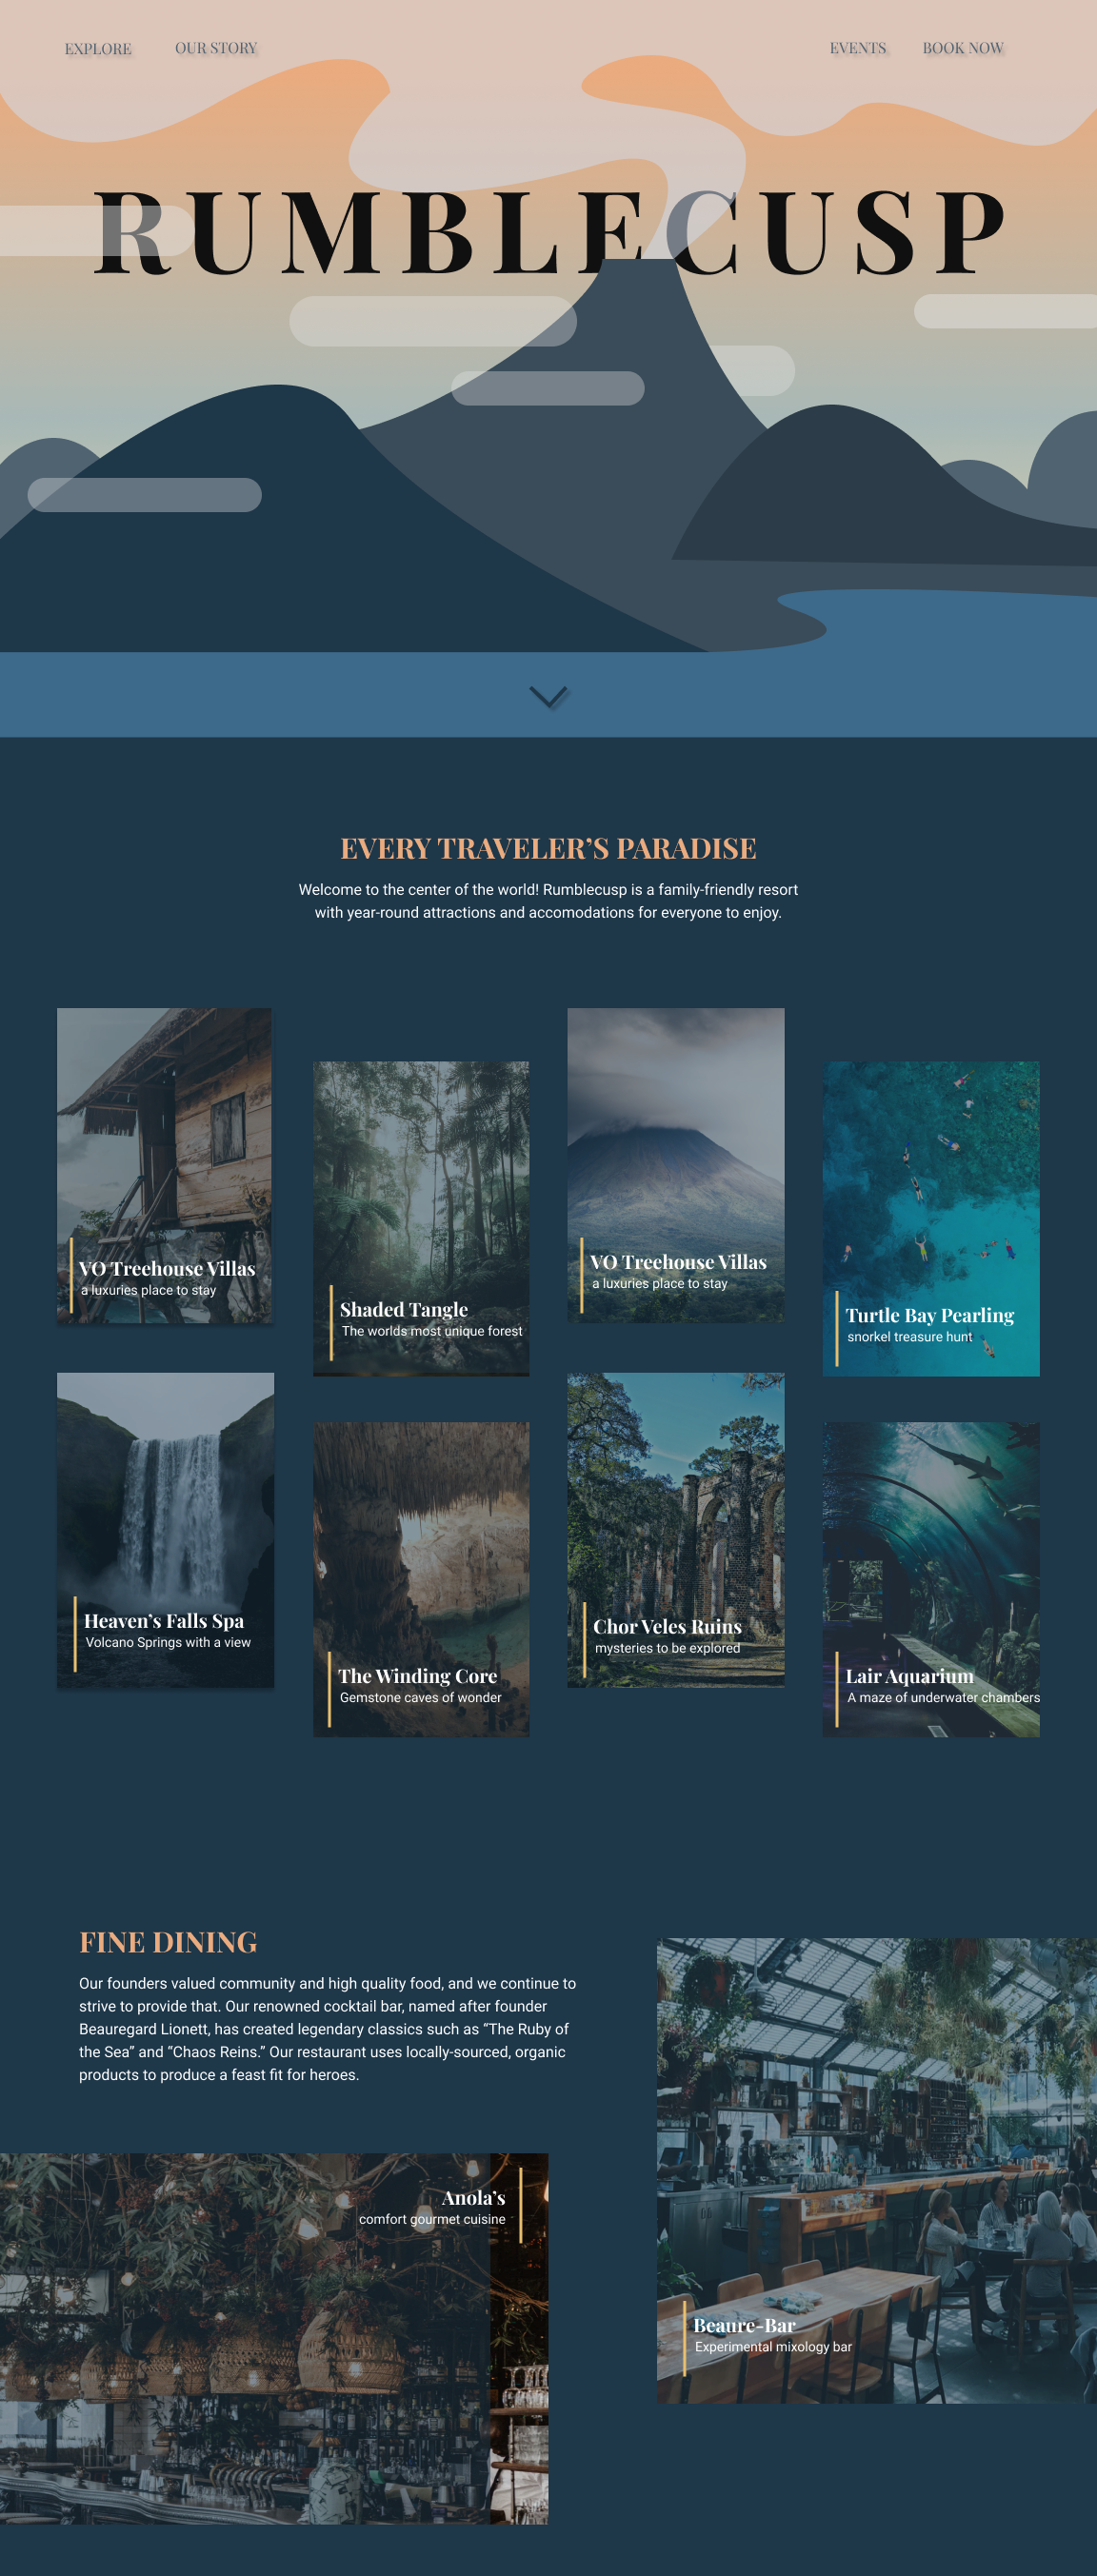 EXPLORE
OUR STORY
EVENTS
BOOK NOW
RUMBLECUSP
EVERY TRAVELER’S PARADISE
Welcome to the center of the world! Rumblecusp is a family-friendly resort
with year-round attractions and accomodations for everyone to enjoy.
VO Treehouse Villas
a luxuries place to stay
Shaded Tangle
The worlds most unique forest
VO Treehouse Villas
a luxuries place to stay
Turtle Bay Pearling
snorkel treasure hunt
Heaven’s Falls Spa
Volcano Springs with a view
The Winding Core
Gemstone caves of wonder
Chor Veles Ruins
mysteries to be explored
Lair Aquarium
A maze of underwater chambers
FINE DINING
Our founders valued community and high quality food, and we continue to
strive to provide that. Our renowned cocktail bar, named after founder
Beauregard Lionett, has created legendary classics such as “The Ruby of
the Sea” and “Chaos Reins.” Our restaurant uses locally-sourced, organic
products to produce a feast fit for heroes.
Anola’s
comfort gourmet cuisine
Beaure-Bar
Experimental mixology bar